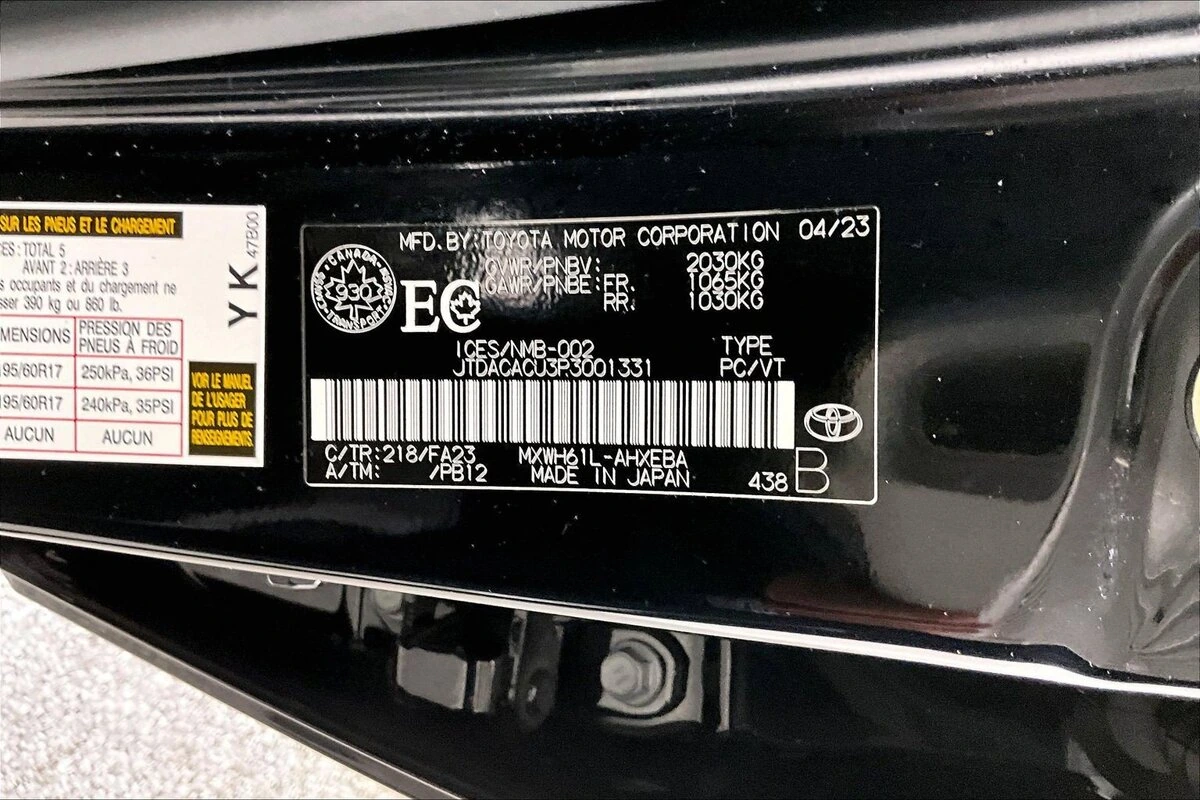 SUR LES PNEUS ET LE CHARGEMENT
CES: TOTAL 5
AVANT 2: ARRIÈRE 3
occupants et du chargement ne
sser 390 kg ou 860 lb.
MENSIONS PRESSION DES PNEUS À FROID
195/60R17 250kPa, 36PSI
195/60R17 240kPa, 35PSI
AUCUN AUCUN
YK 47B00
VOIR LE MANUEL
DE L'USAGER
POUR PLUS DE
RENSEIGNEMENTS
MFD. BY: TOYOTA MOTOR CORPORATION 04/23
GVWR/PNBV: 2030KG
GAWR/PNBE: FR. 1065KG
RR. 1030KG
CANADA
930
TRANSPORT
EC
ICES/NMB-002 TYPE
JTDACACU3P3001331 PC/VT
C/TR: 218/FA23 MXWH61L-AHXEBA
A/TM: /PB12 MADE IN JAPAN 438 B